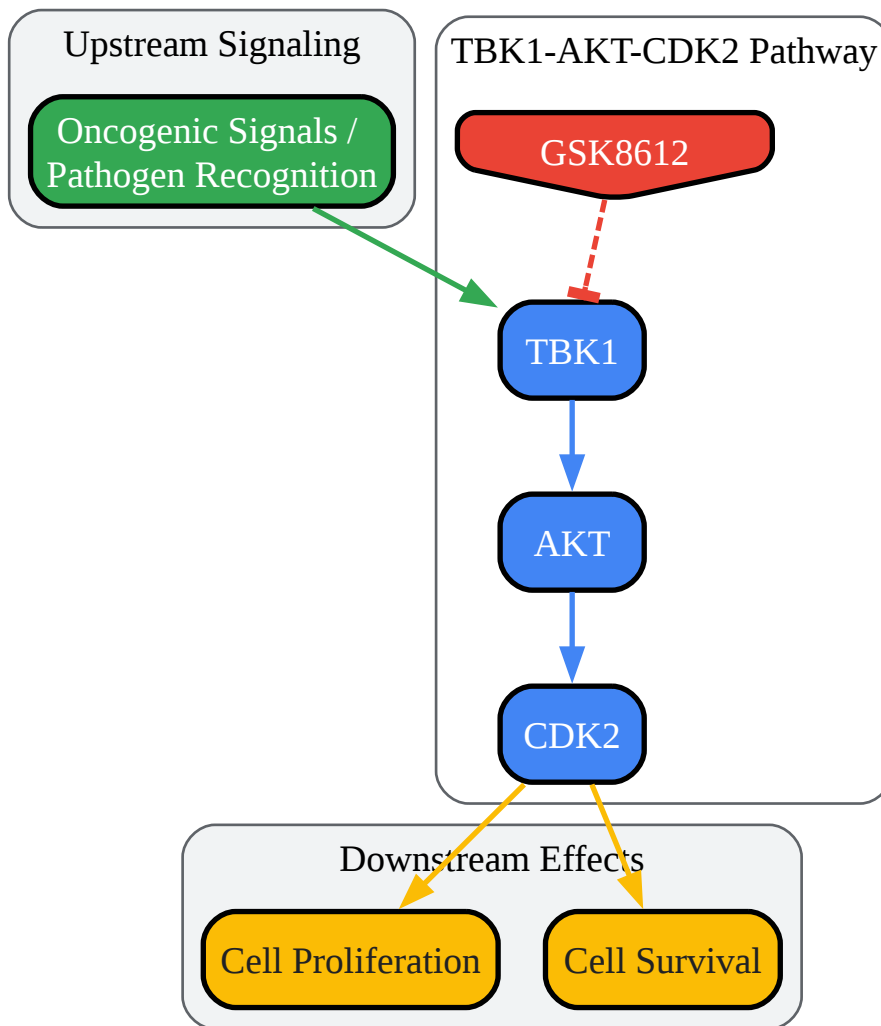 Upstream Signaling
Oncogenic Signals /
Pathogen Recognition
TBK1-AKT-CDK2 Pathway
GSK8612
TBK1
AKT
CDK2
Downstream Effects
Cell Proliferation
Cell Survival